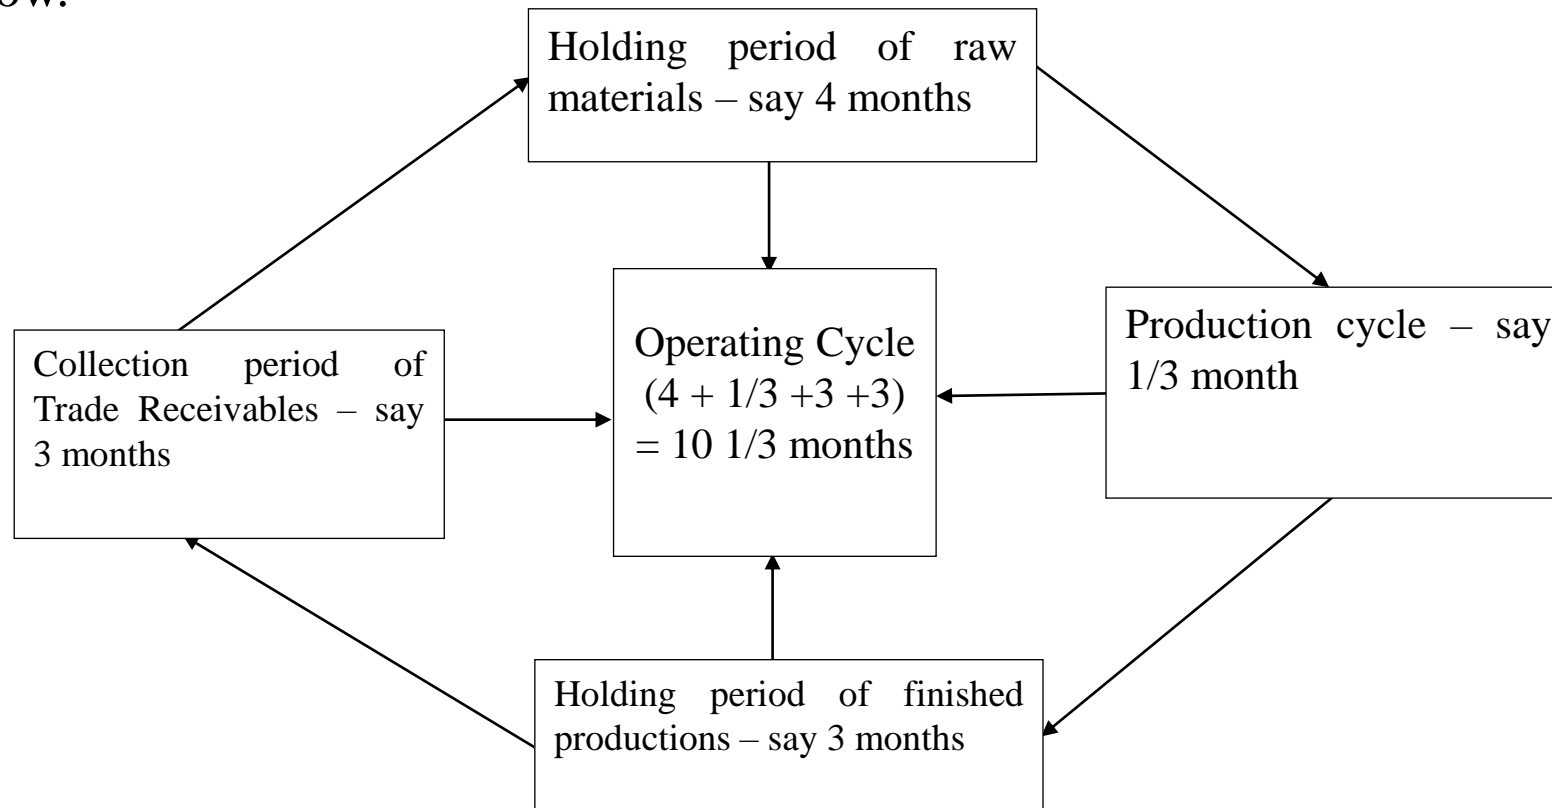 Holding period of raw
materials – say 4 months
Production cycle – say
1/3 month
Operating Cycle
(4 + 1/3 +3 +3)
= 10 1/3 months
Collection period of
Trade Receivables – say
3 months
Holding period of finished
productions – say 3 months